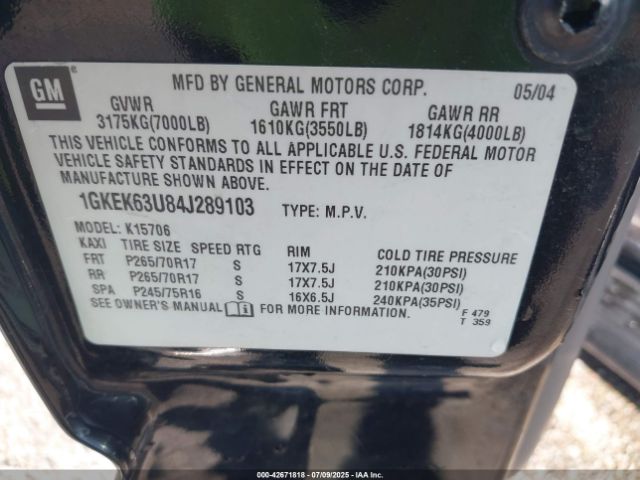 GM ®
MFD BY GENERAL MOTORS CORP. 05/04
GVWR GAWR FRT GAWR RR
3175KG(7000LB) 1610KG(3550LB) 1814KG(4000LB)
THIS VEHICLE CONFORMS TO ALL APPLICABLE U.S. FEDERAL MOTOR
VEHICLE SAFETY STANDARDS IN EFFECT ON THE DATE OF
MANUFACTURE SHOWN ABOVE.
1GKEK63U84J289103 TYPE: M.P.V.
MODEL: K15706
KAXI TIRE SIZE SPEED RTG RIM COLD TIRE PRESSURE
FRT P265/70R17 S 17X7.5J 210KPA(30PSI)
RR P265/70R17 S 17X7.5J 210KPA(30PSI)
SPA P245/75R16 S 16X6.5J 240KPA(35PSI)
SEE OWNER'S MANUAL FOR MORE INFORMATION.
F 479
T 359
000-42671818 - 07/09/2025 - IAA Inc.